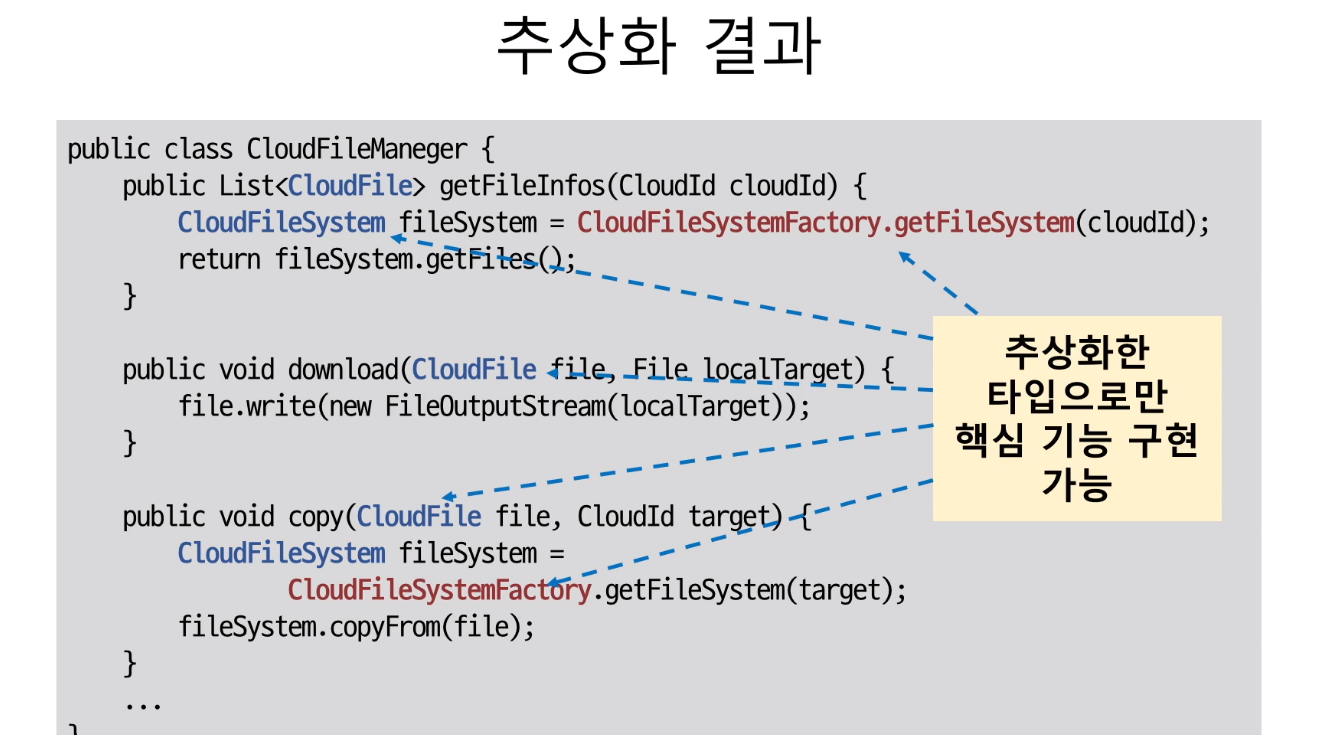 추상화 결과
public class CloudFileManeger {
    public List<CloudFile> getFileInfos(CloudId cloudId) {
        CloudFileSystem fileSystem = CloudFileSystemFactory.getFileSystem(cloudId);
        return fileSystem.getFiles();
    }
    public void download(CloudFile file, File localTarget) {
        file.write(new FileOutputStream(localTarget));
    }
    public void copy(CloudFile file, CloudId target) {
        CloudFileSystem fileSystem =
                CloudFileSystemFactory.getFileSystem(target);
        fileSystem.copyFrom(file);
    }
    ...
}
추상화한
타입으로만
핵심 기능 구현
가능